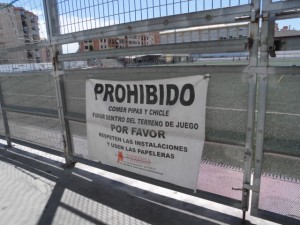 PROHIBIDO
COMER PIPAS Y CHICLE
FUMAR DENTRO DEL TERRENO DE JUEGO
POR FAVOR
RESPETEN LAS INSTALACIONES
Y USEN LAS PAPELERAS